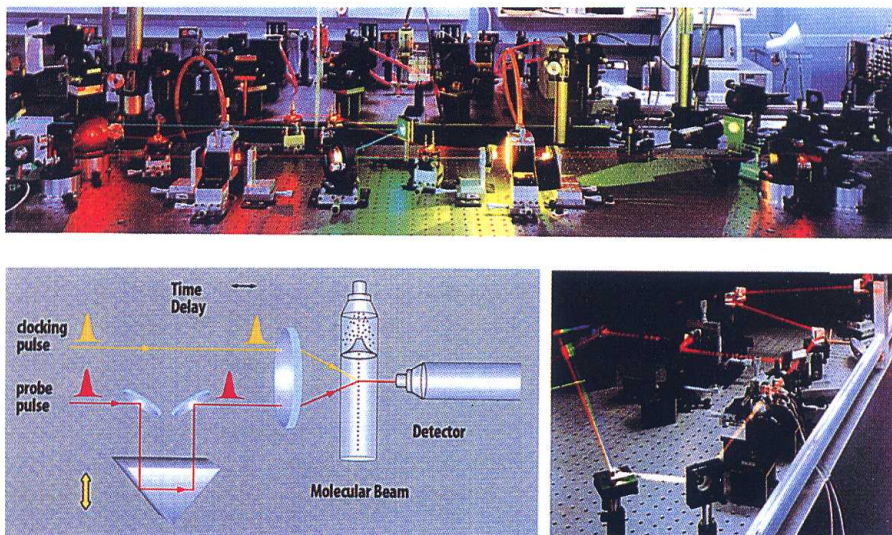 Time
Delay
clocking
pulse
probe
pulse
Detector
Molecular Beam